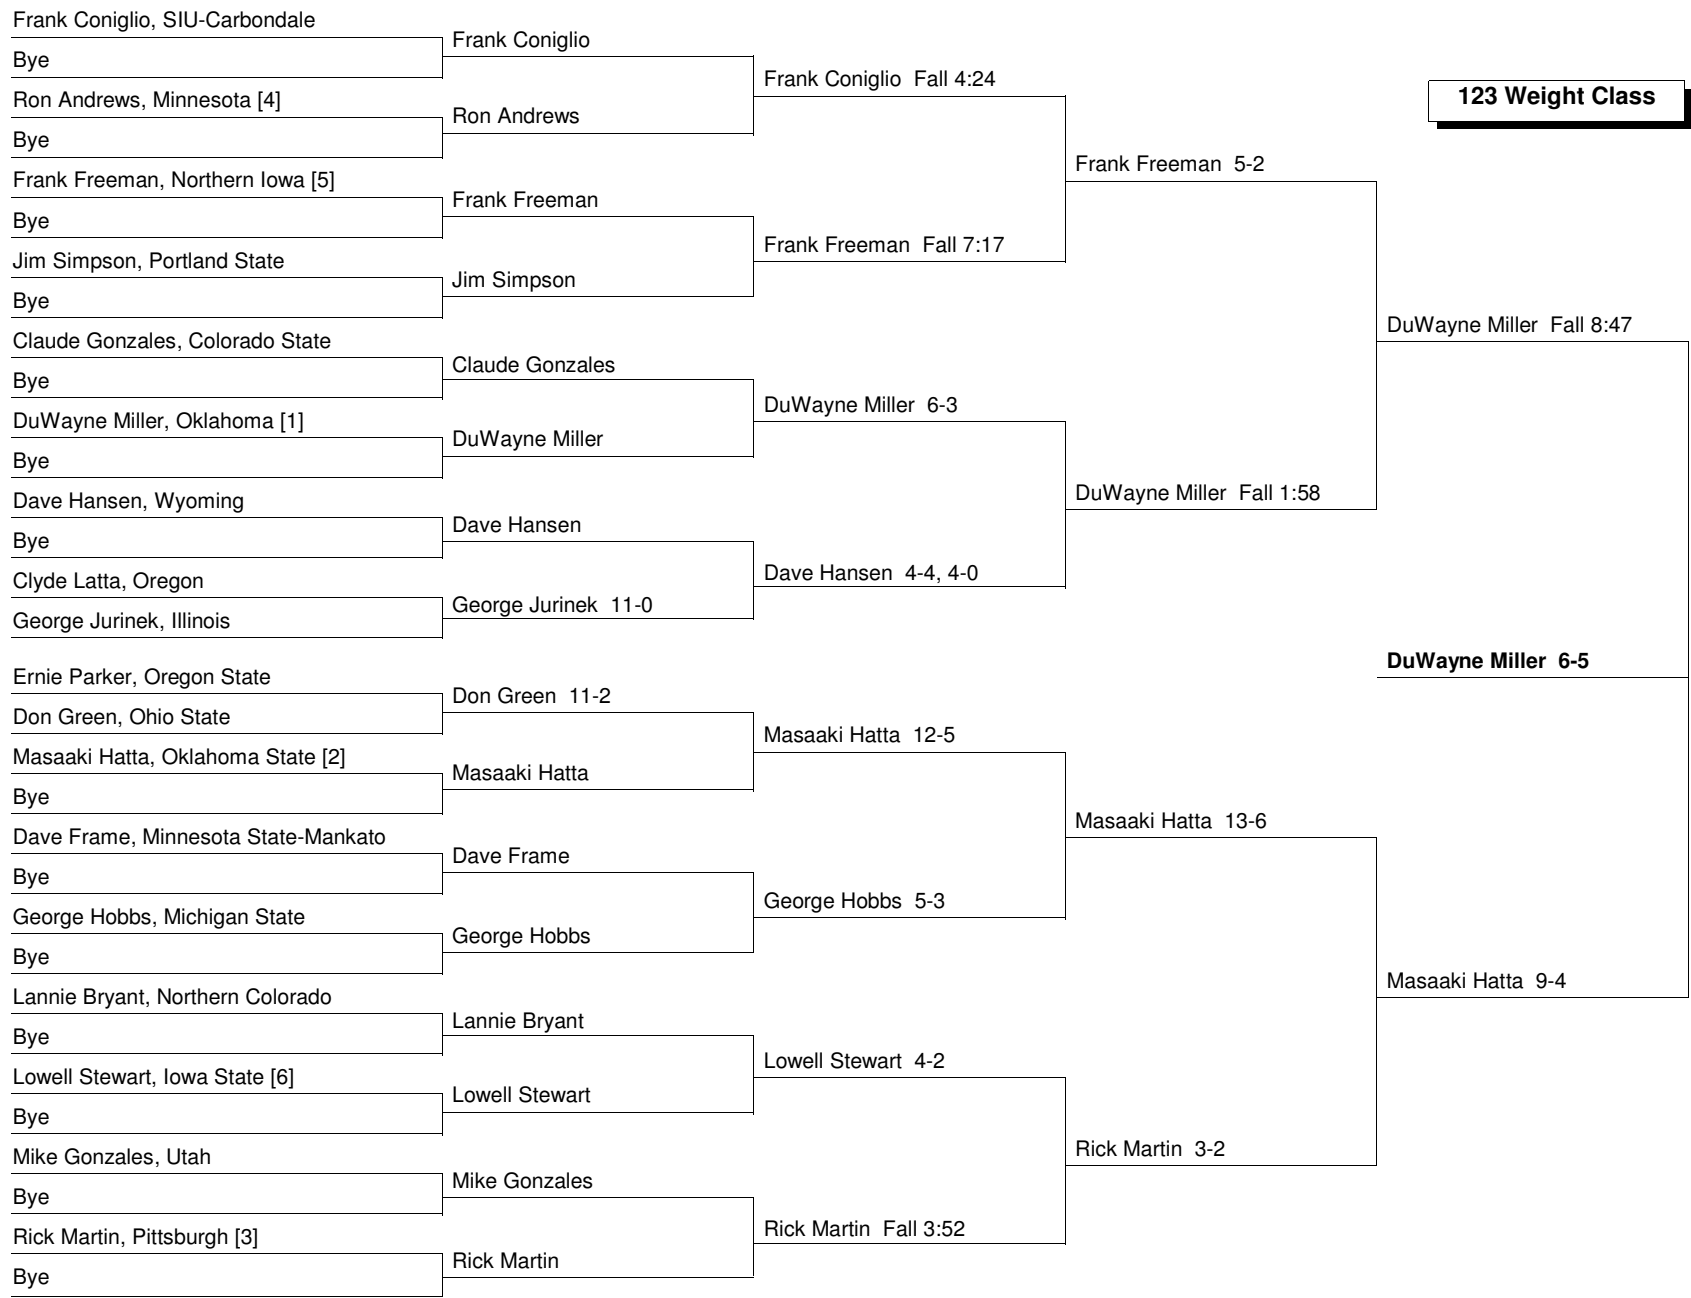 Frank Coniglio, SIU-Carbondale
Bye
Ron Andrews, Minnesota [4]
Bye
Frank Freeman, Northern Iowa [5]
Bye
Jim Simpson, Portland State
Bye
Claude Gonzales, Colorado State
Bye
DuWayne Miller, Oklahoma [1]
Bye
Dave Hansen, Wyoming
Bye
Clyde Latta, Oregon
George Jurinek, Illinois
Ernie Parker, Oregon State
Don Green, Ohio State
Masaaki Hatta, Oklahoma State [2]
Bye
Dave Frame, Minnesota State-Mankato
Bye
George Hobbs, Michigan State
Bye
Lannie Bryant, Northern Colorado
Bye
Lowell Stewart, Iowa State [6]
Bye
Mike Gonzales, Utah
Bye
Rick Martin, Pittsburgh [3]
Bye
Frank Coniglio
Ron Andrews
Frank Freeman
Jim Simpson
Claude Gonzales
DuWayne Miller
Dave Hansen
George Jurinek 11-0
Don Green 11-2
Masaaki Hatta
Dave Frame
George Hobbs
Lannie Bryant
Lowell Stewart
Mike Gonzales
Rick Martin
Frank Coniglio Fall 4:24
Frank Freeman Fall 7:17
DuWayne Miller 6-3
Dave Hansen 4-4, 4-0
Masaaki Hatta 12-5
George Hobbs 5-3
Lowell Stewart 4-2
Rick Martin Fall 3:52
Frank Freeman 5-2
DuWayne Miller Fall 1:58
Masaaki Hatta 13-6
Rick Martin 3-2
DuWayne Miller Fall 8:47
Masaaki Hatta 9-4
DuWayne Miller 6-5
123 Weight Class